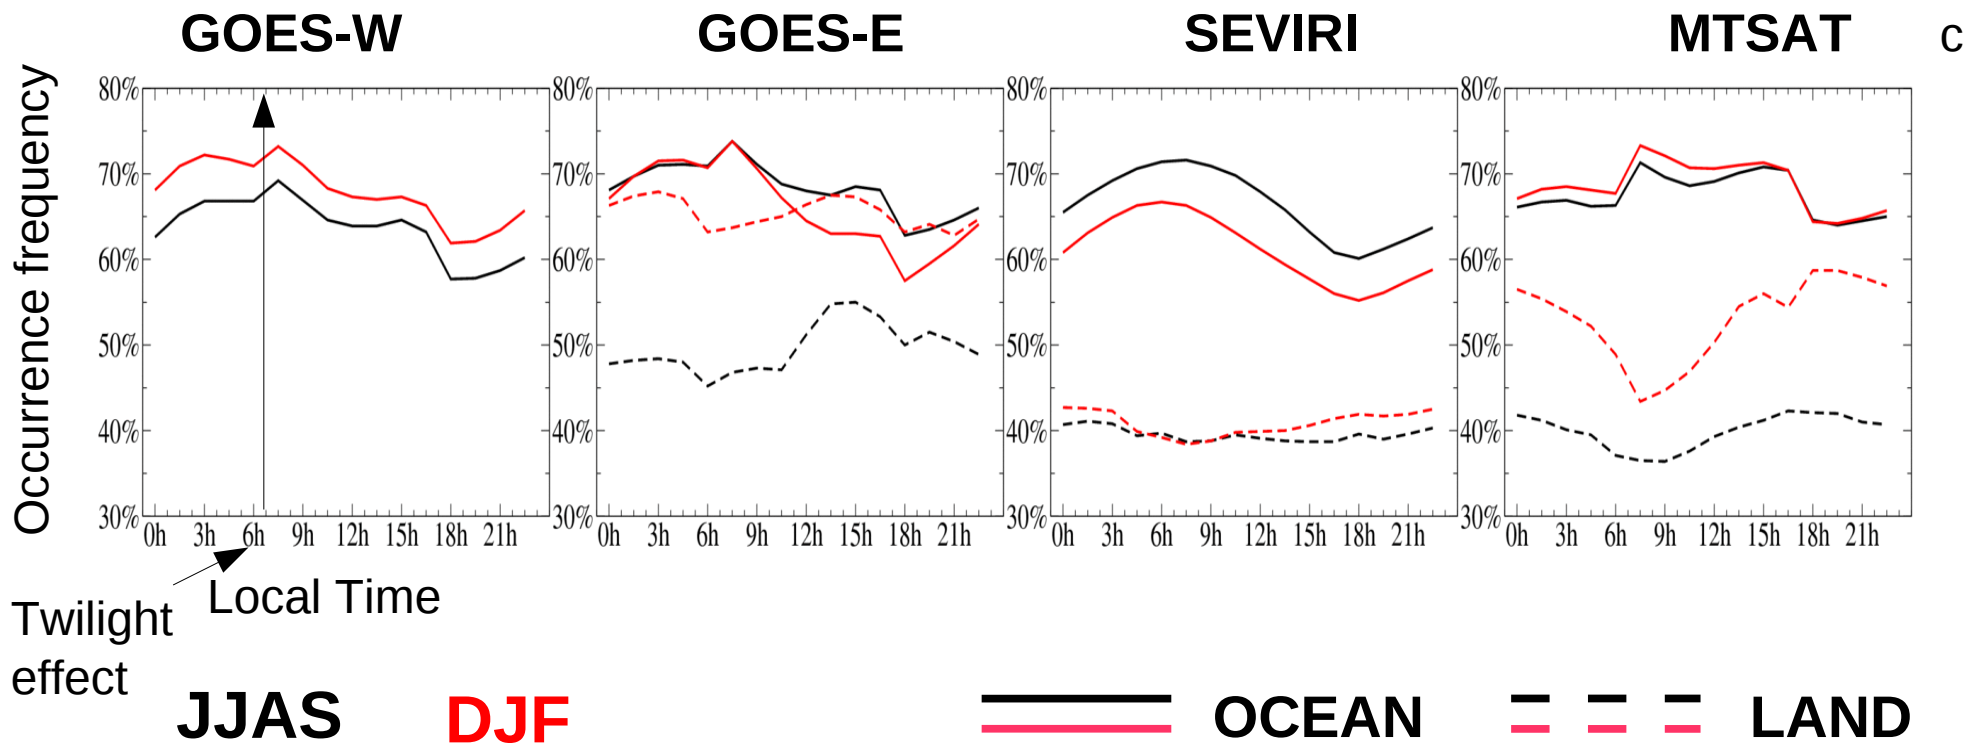 GOES-W GOES-E SEVIRI MTSAT c
Occurrence frequency
80% 80% 80% 80%
70% 70% 70% 70%
60% 60% 60% 60%
50% 50% 50% 50%
40% 40% 40% 40%
30% 30% 30% 30%
0h 3h 6h 9h 12h 15h 18h 21h 0h 3h 6h 9h 12h 15h 18h 21h 0h 3h 6h 9h 12h 15h 18h 21h 0h 3h 6h 9h 12h 15h 18h 21h
Local Time
Twilight
effect
JJAS DJF OCEAN LAND